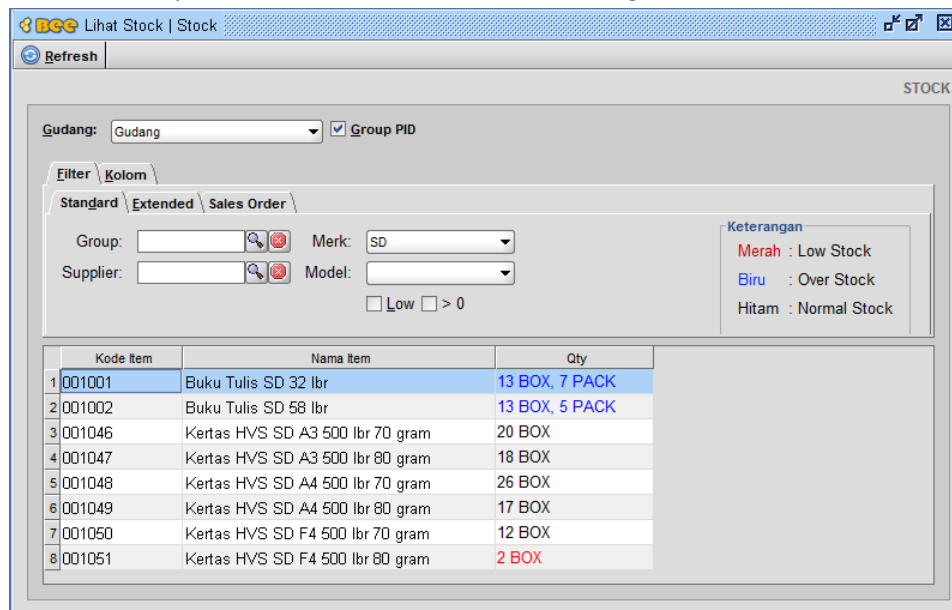 BEE Lihat Stock | Stock
Refresh
STOCK
Gudang: Gudang Group PID
Filter Kolom
Standard Extended Sales Order
Group: Merk: SD
Supplier: Model:
Low > 0
Keterangan
Merah : Low Stock
Biru : Over Stock
Hitam : Normal Stock
Kode Item Nama Item Qty
1 001001 Buku Tulis SD 32 lbr 13 BOX, 7 PACK
2 001002 Buku Tulis SD 58 lbr 13 BOX, 5 PACK
3 001046 Kertas HVS SD A3 500 lbr 70 gram 20 BOX
4 001047 Kertas HVS SD A3 500 lbr 80 gram 18 BOX
5 001048 Kertas HVS SD A4 500 lbr 70 gram 26 BOX
6 001049 Kertas HVS SD A4 500 lbr 80 gram 17 BOX
7 001050 Kertas HVS SD F4 500 lbr 70 gram 12 BOX
8 001051 Kertas HVS SD F4 500 lbr 80 gram 2 BOX